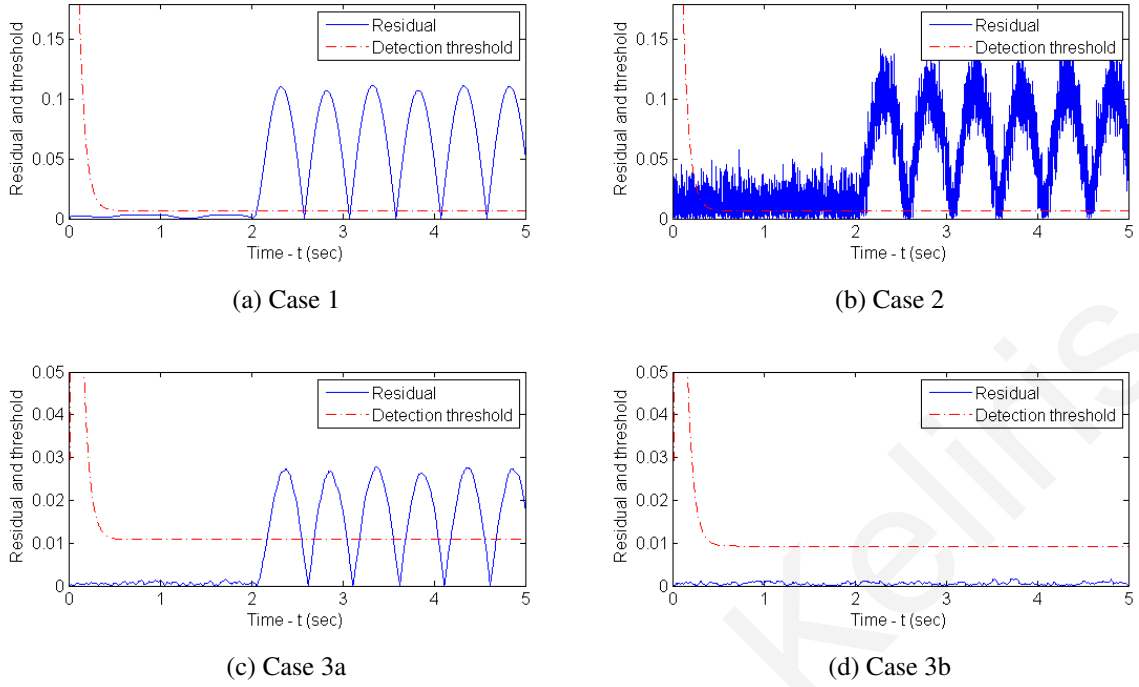 Residual
Detection threshold
Residual and threshold
0.15
0.1
0.05
0
0 1 2 3 4 5
Time - t (sec)
(a) Case 1
Residual
Detection threshold
Residual and threshold
0.15
0.1
0.05
0
0 1 2 3 4 5
Time - t (sec)
(b) Case 2
Residual
Detection threshold
Residual and threshold
0.05
0.04
0.03
0.02
0.01
0
0 1 2 3 4 5
Time - t (sec)
(c) Case 3a
Residual
Detection threshold
Residual and threshold
0.05
0.04
0.03
0.02
0.01
0
0 1 2 3 4 5
Time - t (sec)
(d) Case 3b